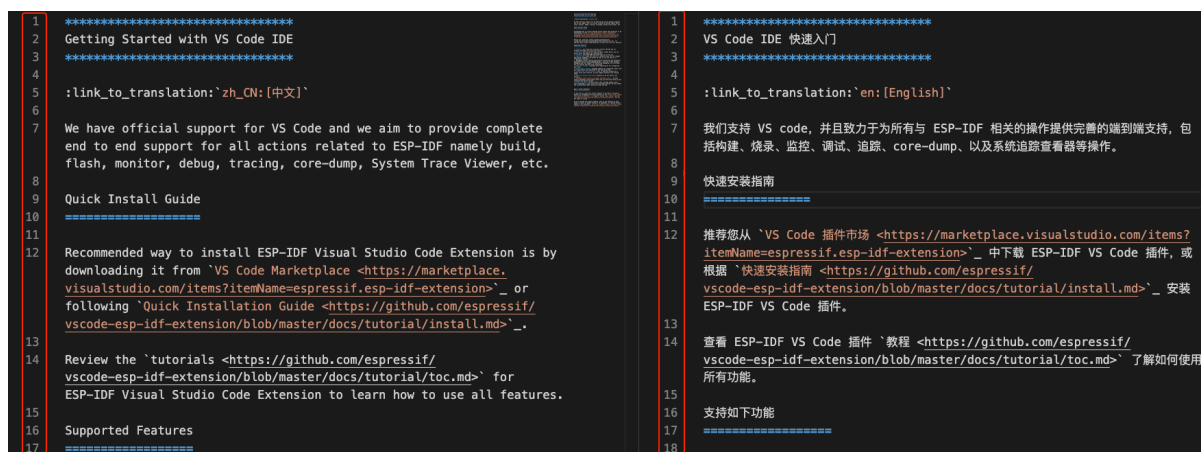 1 ********************************
2 Getting Started with VS Code IDE
3 ********************************
4
5 :link_to_translation:`zh_CN:[中文]`
6
7 We have official support for VS Code and we aim to provide complete
end to end support for all actions related to ESP-IDF namely build,
flash, monitor, debug, tracing, core-dump, System Trace Viewer, etc.
8
9 Quick Install Guide
10 ===================
11
12 Recommended way to install ESP-IDF Visual Studio Code Extension is by
downloading it from `VS Code Marketplace <https://marketplace.
visualstudio.com/items?itemName=espressif.esp-idf-extension>`_ or
following `Quick Installation Guide <https://github.com/espressif/
vscode-esp-idf-extension/blob/master/docs/tutorial/install.md>`_.
13
14 Review the `tutorials <https://github.com/espressif/
vscode-esp-idf-extension/blob/master/docs/tutorial/toc.md>` for
ESP-IDF Visual Studio Code Extension to learn how to use all features.
15
16 Supported Features
17 ==================
1 ********************************
2 VS Code IDE 快速入门
3 ********************************
4
5 :link_to_translation:`en:[English]`
6
7 我们支持 VS code，并且致力于为所有与 ESP-IDF 相关的操作提供完善的端到端支持，包
括构建、烧录、监控、调试、追踪、core-dump、以及系统追踪查看器等操作。
8
9 快速安装指南
10 ===============
11
12 推荐您从 `VS Code 插件市场 <https://marketplace.visualstudio.com/items?
itemName=espressif.esp-idf-extension>`_ 中下载 ESP-IDF VS Code 插件，或
根据 `快速安装指南 <https://github.com/espressif/
vscode-esp-idf-extension/blob/master/docs/tutorial/install.md>`_ 安装
ESP-IDF VS Code 插件。
13
14 查看 ESP-IDF VS Code 插件 `教程 <https://github.com/espressif/
vscode-esp-idf-extension/blob/master/docs/tutorial/toc.md>` 了解如何使用
所有功能。
15
16 支持如下功能
17 ==================
18